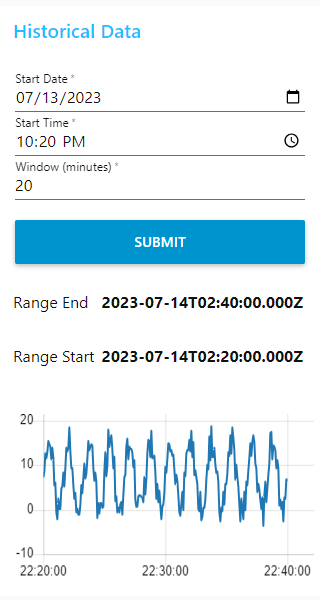 Historical Data
Start Date *
07/13/2023
Start Time *
10:20 PM
Window (minutes) *
20
SUBMIT
Range End 2023-07-14T02:40:00.000Z
Range Start 2023-07-14T02:20:00.000Z
20
10
0
-10
22:20:00 22:30:00 22:40:00